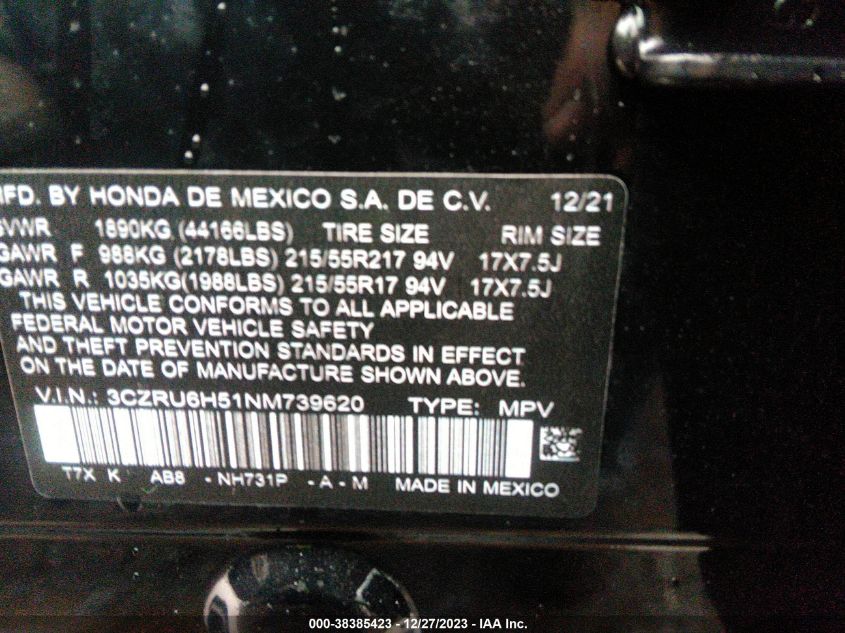 MFD. BY HONDA DE MEXICO S.A. DE C.V. 12/21
GVWR 1890KG (44166LBS) TIRE SIZE RIM SIZE
GAWR F 988KG (2178LBS) 215/55R217 94V 17X7.5J
GAWR R 1035KG(1988LBS) 215/55R17 94V 17X7.5J
THIS VEHICLE CONFORMS TO ALL APPLICABLE
FEDERAL MOTOR VEHICLE SAFETY
AND THEFT PREVENTION STANDARDS IN EFFECT
ON THE DATE OF MANUFACTURE SHOWN ABOVE.
V.I.N.: 3CZRU6H51NM739620 TYPE: MPV
T7X K AB8 - NH731P - A - M MADE IN MEXICO
000-38385423 - 12/27/2023 - IAA Inc.